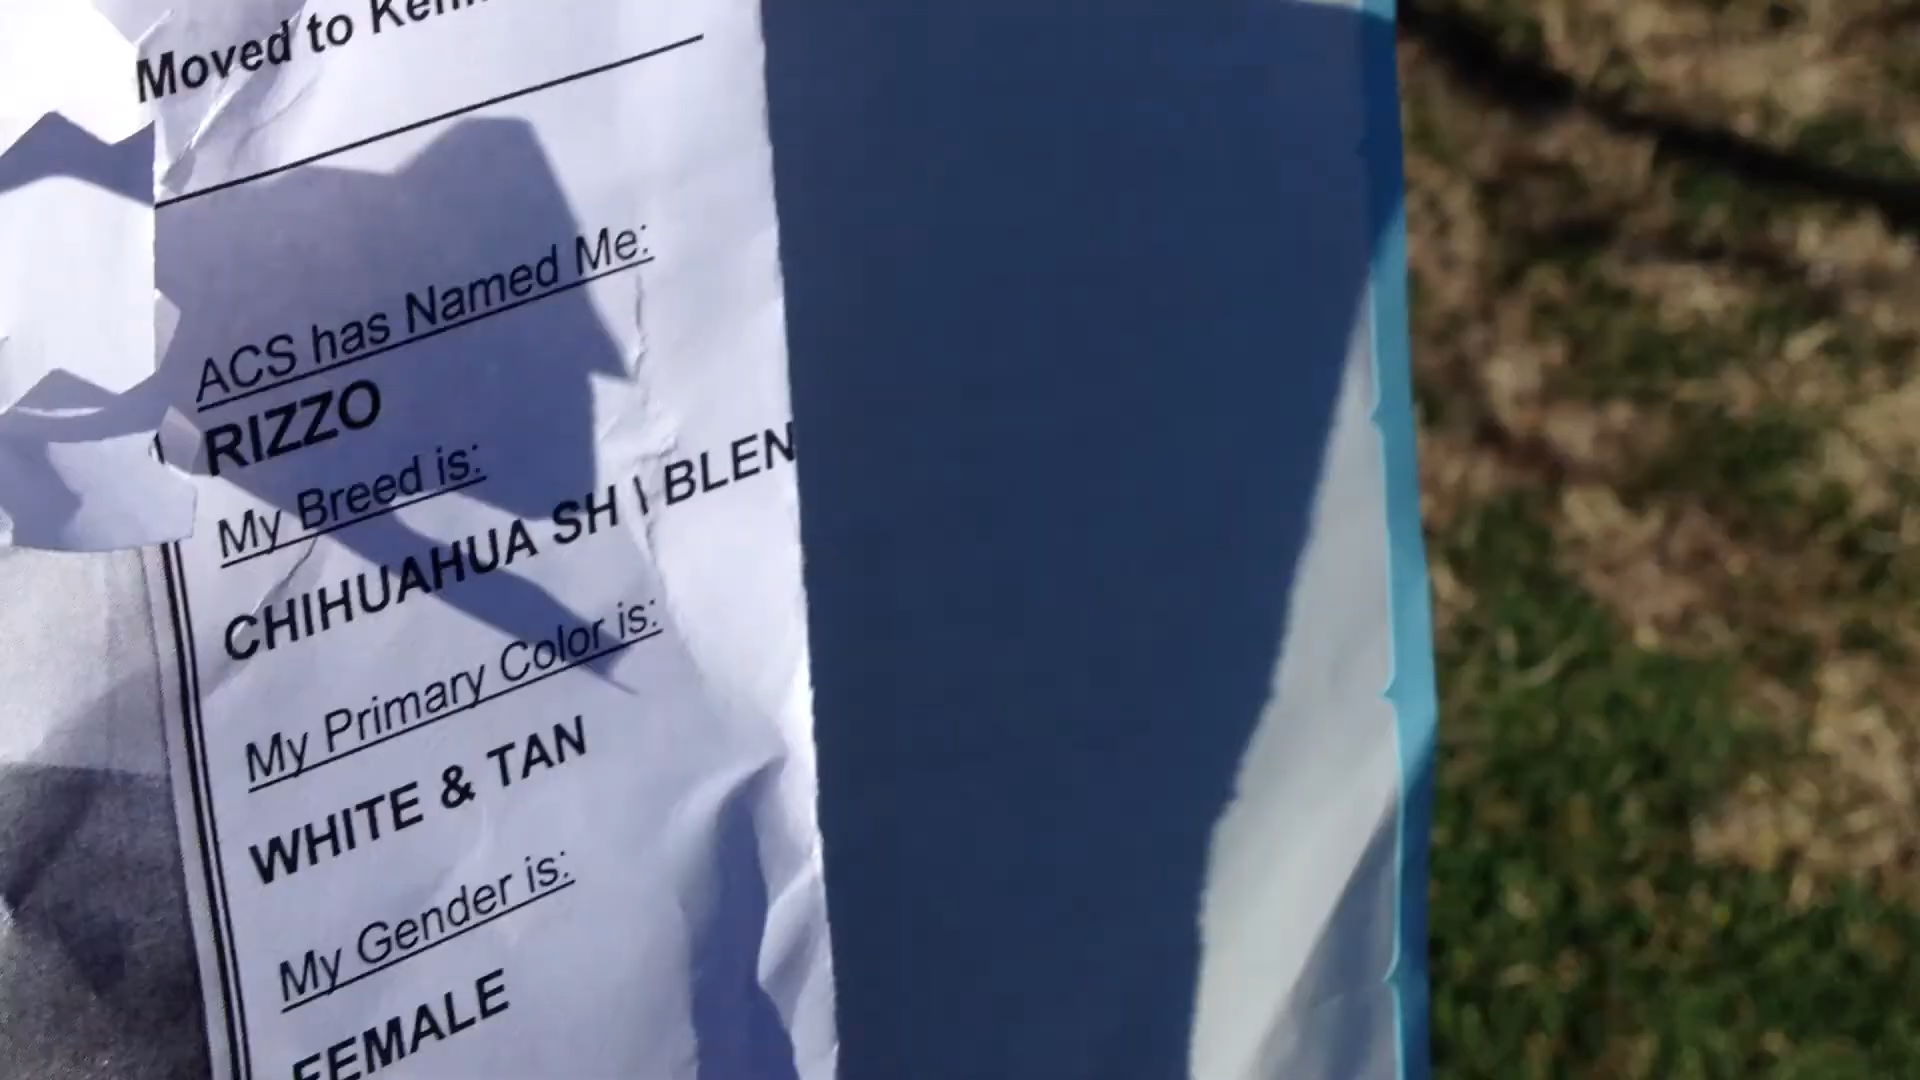 Moved to
ACS has Named Me:
RIZZO
My Breed is:
CHIHUAHUA SH \ BLEN
My Primary Color is:
WHITE & TAN
My Gender is:
FEMALE